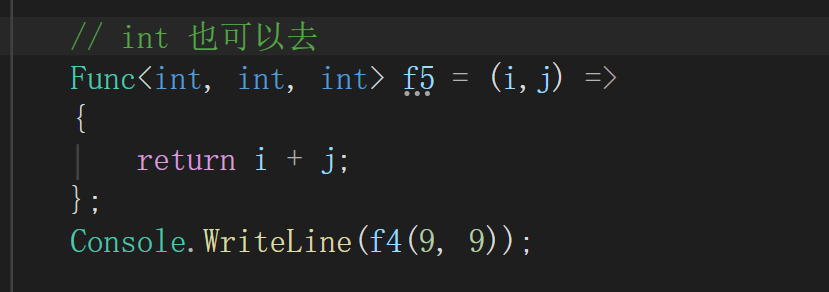 // int 也可以去
Func<int, int, int> f5 = (i,j) =>
{
return i + j;
};
Console.WriteLine(f4(9, 9));